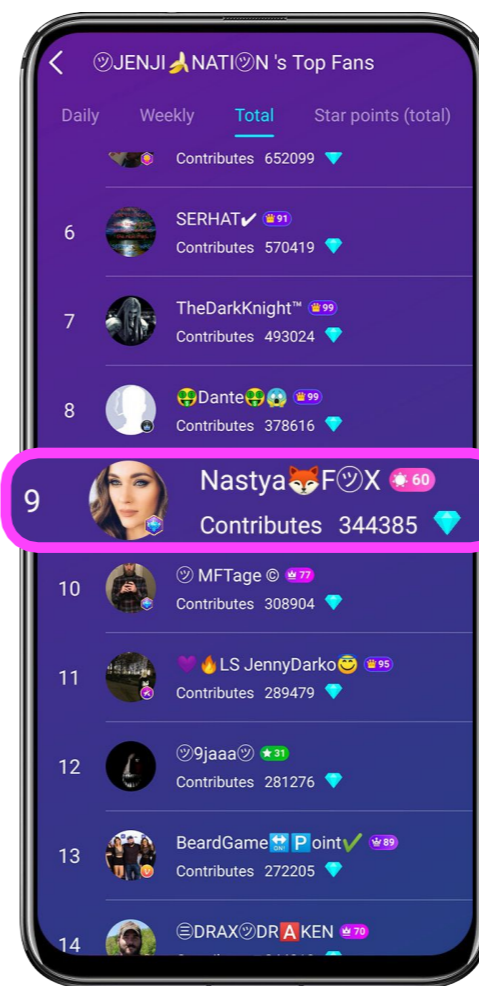 ㋡JENJI🍌NATI㋡N 's Top Fans
Daily Weekly Total Star points (total)
Contributes 652099
6 SERHAT✔ 91
Contributes 570419
7 TheDarkKnight™ 99
Contributes 493024
8 🤑Dante🤑😱 99
Contributes 378616
9 Nastya🦊F㋡X 60
Contributes 344385
10 ㋡ MFTage © 77
Contributes 308904
11 💜🔥LS JennyDarko😇 95
Contributes 289479
12 ㋡9jaaa㋡ 31
Contributes 281276
13 BeardGame🔛🅿oint✔ 89
Contributes 272205
14 ㊂DRAX㋡DR🅰KEN 70